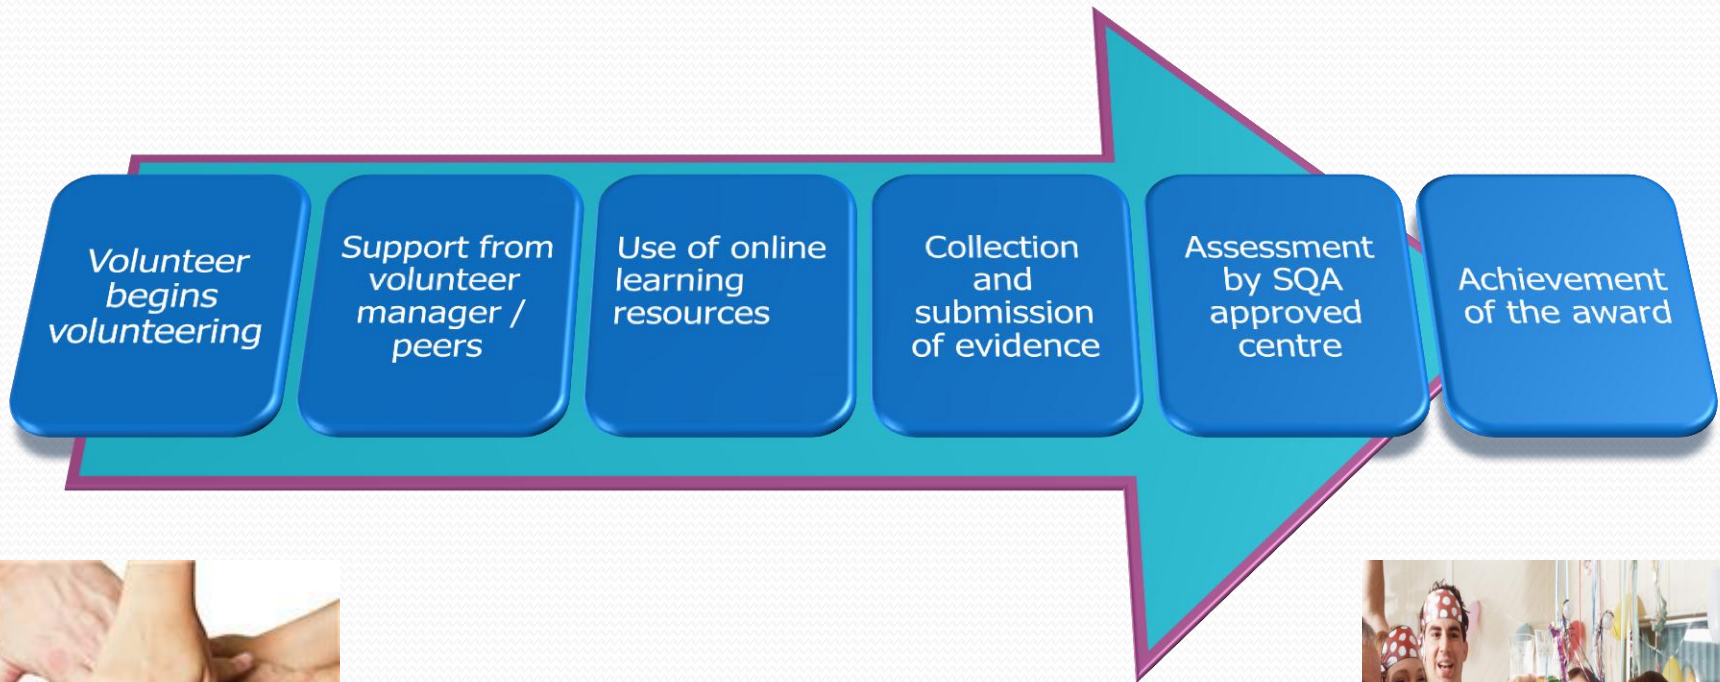 Volunteer
begins
volunteering
Support from
volunteer
manager /
peers
Use of online
learning
resources
Collection
and
submission
of evidence
Assessment
by SQA
approved
centre
Achievement
of the award